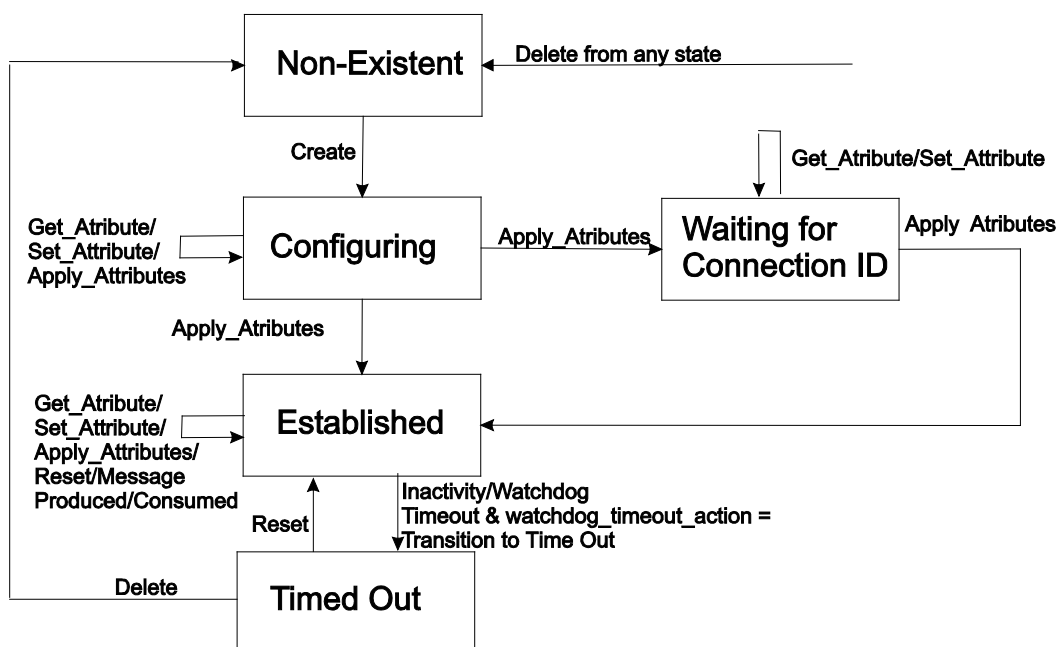 Non-Existent
Delete from any state
Create
Get_Atribute/Set_Attribute
Get_Atribute/
Set_Attribute/
Apply_Attributes
Configuring
Apply_Atributes
Waiting for
Connection ID
Apply Atributes
Apply_Atributes
Get_Atribute/
Set_Attribute/
Apply_Attributes/
Reset/Message
Produced/Consumed
Established
Inactivity/Watchdog
Timeout & watchdog_timeout_action =
Transition to Time Out
Reset
Delete
Timed Out